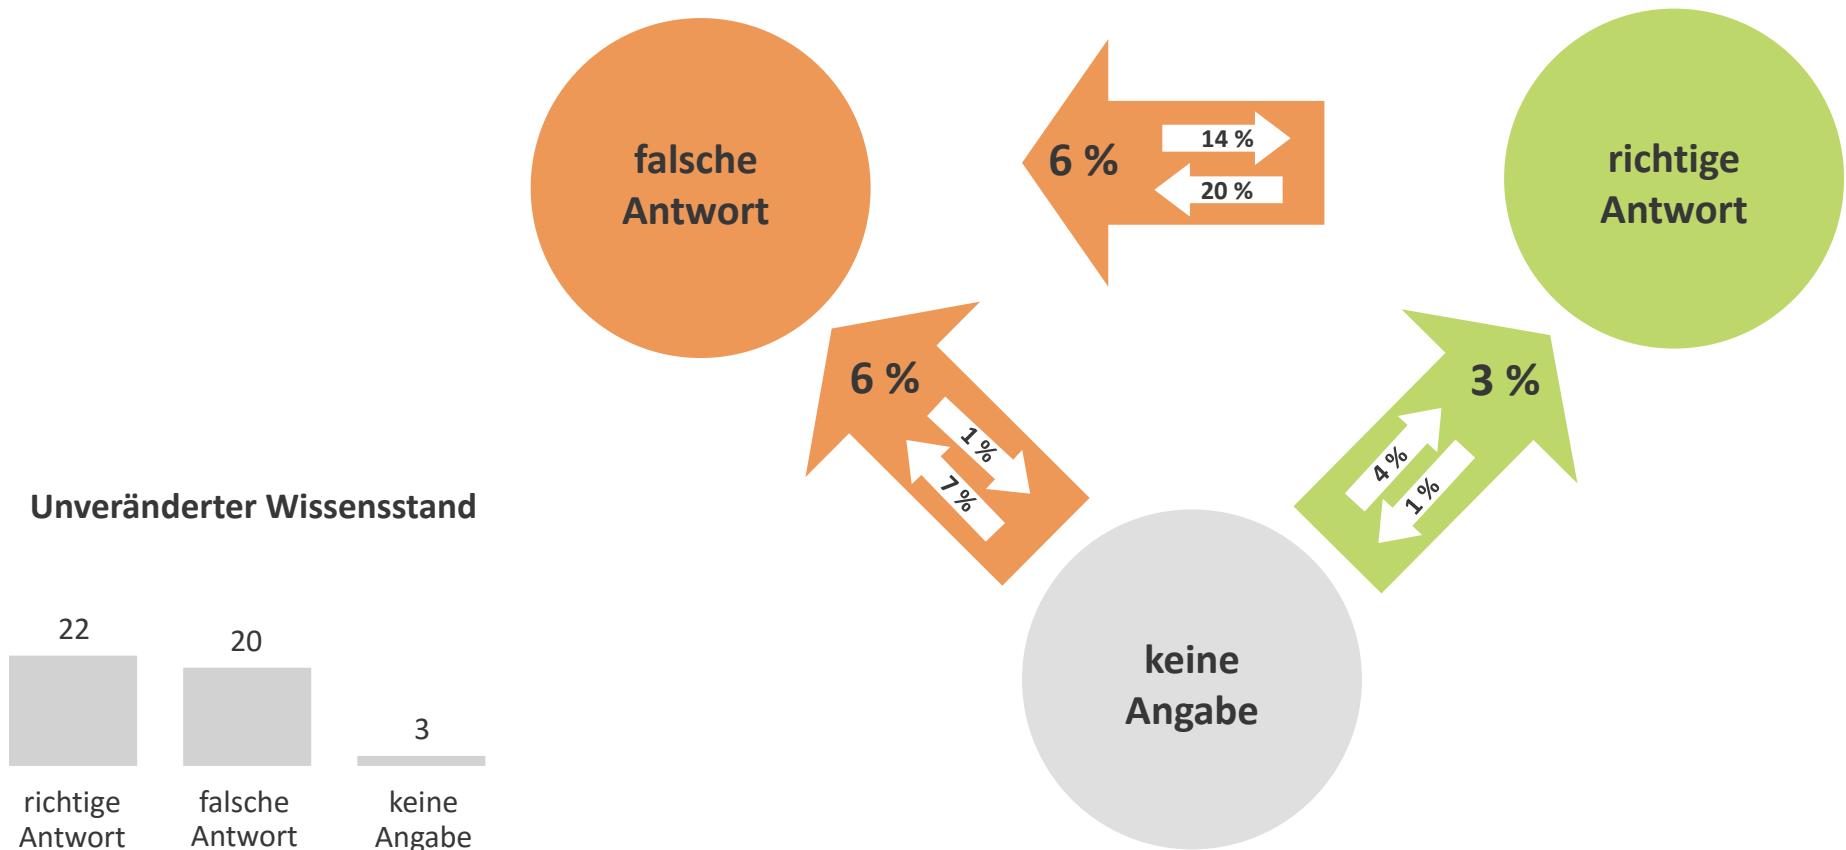 falsche
Antwort
6 %
14 %
20 %
richtige
Antwort
6 %
1 %
7 %
3 %
4 %
1 %
keine
Angabe
Unveränderter Wissensstand
22
20
3
richtige
Antwort
falsche
Antwort
keine
Angabe